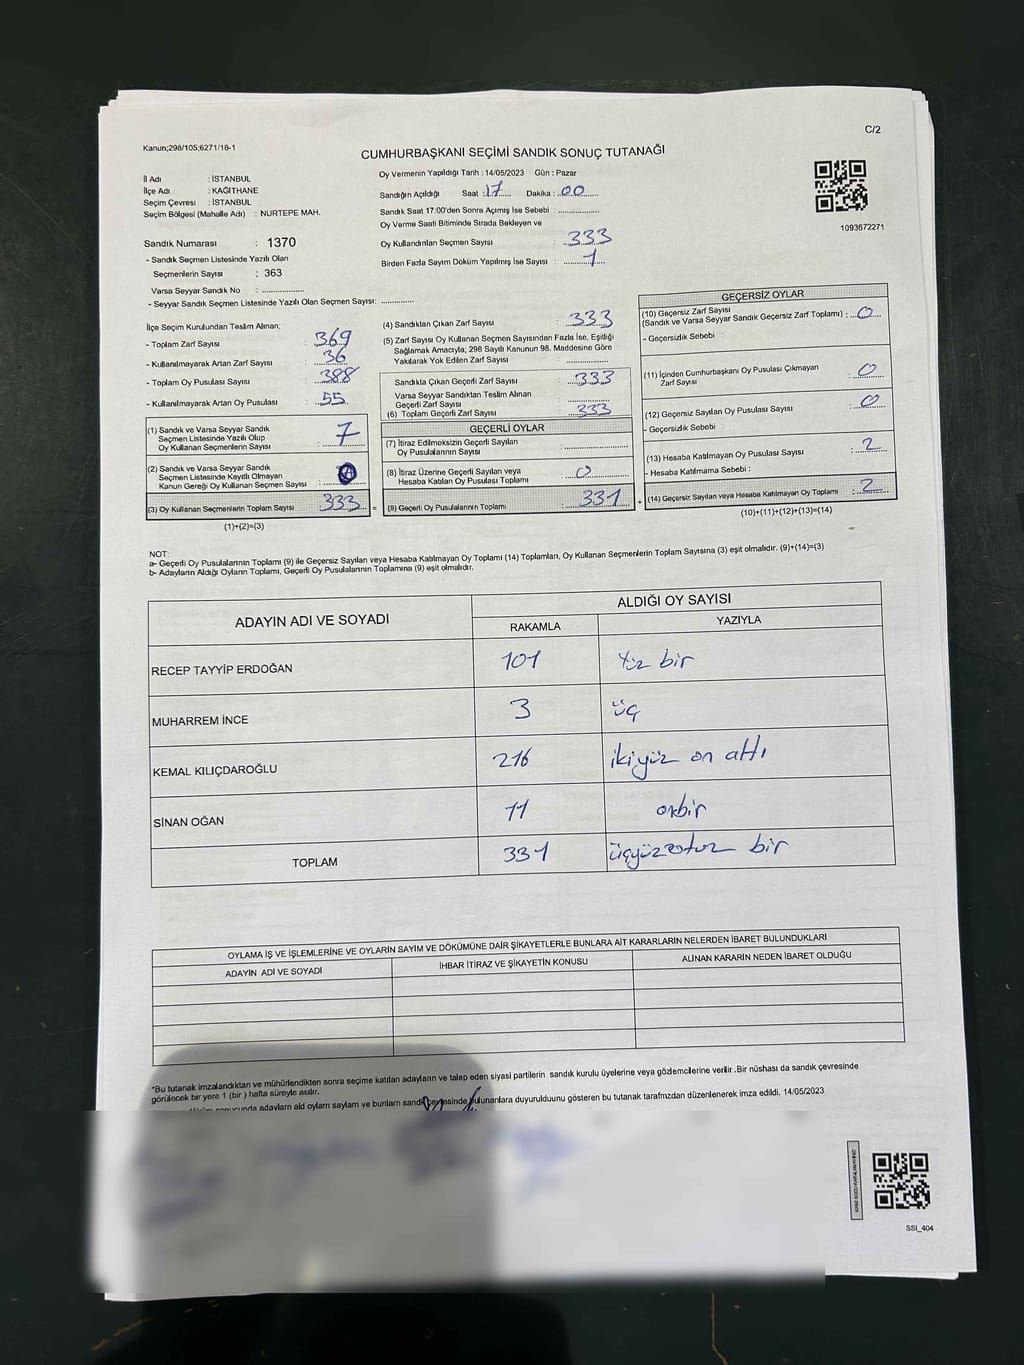 C/2
Kanun;298/105;6271/18-1
CUMHURBAŞKANI SEÇİMİ SANDIK SONUÇ TUTANAĞI
İl Adı : İSTANBUL
İlçe Adı : KAĞITHANE
Seçim Çevresi : İSTANBUL
Seçim Bölgesi (Mahalle Adı) : NURTEPE MAH.
Sandık Numarası : 1370
- Sandık Seçmen Listesinde Yazılı Olan
Seçmenlerin Sayısı : 363
Varsa Seyyar Sandık No : ..................
- Seyyar Sandık Seçmen Listesinde Yazılı Olan Seçmen Sayısı: ..............
Oy Vermenin Yapıldığı Tarih : 14/05/2023 Gün : Pazar
Sandığın Açıldığı Saat : 17 Dakika : 00
Sandık Saat 17:00'den Sonra Açımış İse Sebebi : ..................
Oy Verme Saati Bitiminde Sırada Bekleyen ve
Oy Kullandırılan Seçmen Sayısı : 333
Birden Fazla Sayım Döküm Yapılmış İse Sayısı : 1
1093672271
İlçe Seçim Kurulundan Teslim Alınan;
- Toplam Zarf Sayısı : 369
- Kullanılmayarak Artan Zarf Sayısı : 36
- Toplam Oy Pusulası Sayısı : 388
- Kullanılmayarak Artan Oy Pusulası : 55
(1) Sandık ve Varsa Seyyar Sandık
Seçmen Listesinde Yazılı Olup
Oy Kullanan Seçmenlerin Sayısı : 7
(2) Sandık ve Varsa Seyyar Sandık
Seçmen Listesinde Kayıtlı Olmayan
Kanun Gereği Oy Kullanan Seçmen Sayısı :
(3) Oy Kullanan Seçmenlerin Toplam Sayısı : 333 =
(1)+(2)=(3)
(4) Sandıktan Çıkan Zarf Sayısı : 333
(5) Zarf Sayısı Oy Kullanan Seçmen Sayısından Fazla İse, Eşitliği
Sağlamak Amacıyla; 298 Sayılı Kanunun 98. Maddesine Göre
Yakılarak Yok Edilen Zarf Sayısı : ..................
Sandıkta Çıkan Geçerli Zarf Sayısı : 333
Varsa Seyyar Sandıktan Teslim Alınan
Geçerli Zarf Sayısı : ..................
(6) Toplam Geçerli Zarf Sayısı : 333
GEÇERLİ OYLAR
(7) İtiraz Edilmeksizin Geçerli Sayılan
Oy Pusulalarının Sayısı : ..................
(8) İtiraz Üzerine Geçerli Sayılan veya
Hesaba Katılan Oy Pusulası Toplamı : 0
(9) Geçerli Oy Pusulalarının Toplamı : 331 +
GEÇERSİZ OYLAR
(10) Geçersiz Zarf Sayısı
(Sandık ve Varsa Seyyar Sandık Geçersiz Zarf Toplamı) : 0
- Geçersizlik Sebebi :
(11) İçinden Cumhurbaşkanı Oy Pusulası Çıkmayan
Zarf Sayısı : 0
(12) Geçersiz Sayılan Oy Pusulası Sayısı : 0
- Geçersizlik Sebebi :
(13) Hesaba Katılmayan Oy Pusulası Sayısı : 2
- Hesaba Katılmama Sebebi :
(14) Geçersiz Sayılan veya Hesaba Katılmayan Oy Toplamı : 2
(10)+(11)+(12)+(13)=(14)
NOT:
a- Geçerli Oy Pusulalarının Toplamı (9) ile Geçersiz Sayılan veya Hesaba Katılmayan Oy Toplamı (14) Toplamları, Oy Kullanan Seçmenlerin Toplam Sayısına (3) eşit olmalıdır. (9)+(14)=(3)
b- Adayların Aldığı Oyların Toplamı, Geçerli Oy Pusulalarının Toplamına (9) eşit olmalıdır.
ADAYIN ADI VE SOYADI ALDIĞI OY SAYISI
RAKAMLA YAZIYLA
RECEP TAYYİP ERDOĞAN 101 Yüz bir
MUHARREM İNCE 3 üç
KEMAL KILIÇDAROĞLU 216 ikiyüz on altı
SİNAN OĞAN 11 onbir
TOPLAM 331 üçyüzotuz bir
OYLAMA İŞ VE İŞLEMLERİNE VE OYLARIN SAYIM VE DÖKÜMÜNE DAİR ŞİKAYETLERLE BUNLARA AİT KARARLARIN NELERDEN İBARET BULUNDUKLARI
ADAYIN ADI VE SOYADI İHBAR İTİRAZ VE ŞİKAYETİN KONUSU ALINAN KARARIN NEDEN İBARET OLDUĞU
*Bu tutanak imzalandıktan ve mühürlendikten sonra seçime katılan adayların ve talep eden siyasi partilerin sandık kurulu üyelerine veya gözlemcilerine verilir .Bir nüshası da sandık çevresinde
görülecek bir yere 1 (bir ) hafta süreyle asılır.
adayların ald oyların sayılam ve bunların sandık çevresinde bulunanlara duyurulduunu gösteren bu tutanak tarafmzdan düzenlenerek imza edildi. 14/05/2023
SSI_404